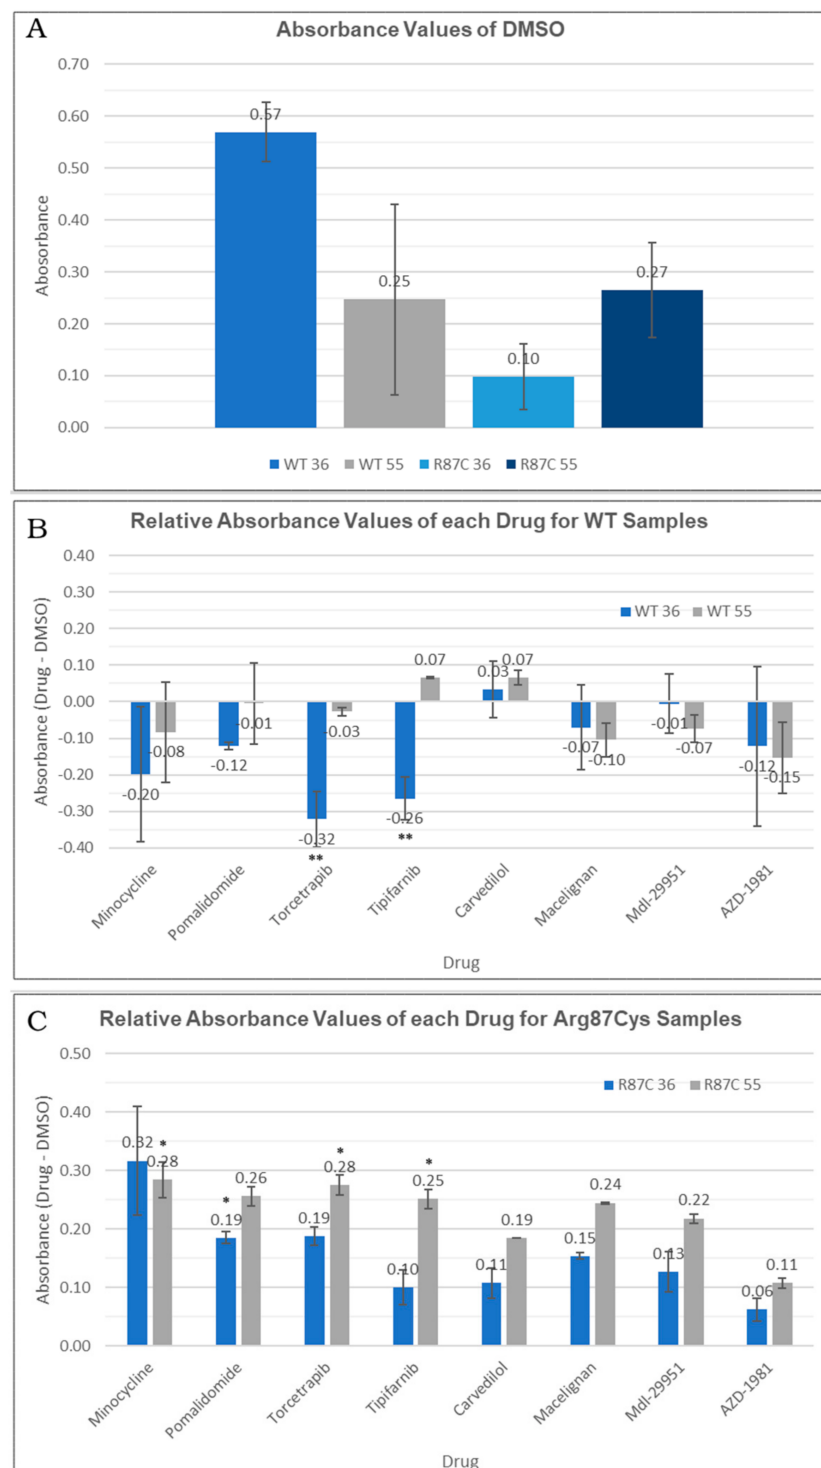 A
Absorbance Values of DMSO
0.70
0.60
0.50
0.40
0.30
0.20
0.10
0.00
Abosorbance
0.57
0.25
0.10
0.27
WT 36 WT 55 R87C 36 R87C 55
B
Relative Absorbance Values of each Drug for WT Samples
0.40
0.30
0.20
0.10
0.00
-0.10
-0.20
-0.30
-0.40
Absorbance (Drug - DMSO)
WT 36 WT 55
-0.20 -0.08
-0.12 -0.01
-0.32 -0.03
**
-0.26 0.07
**
0.03 0.07
-0.07 -0.10
-0.01 -0.07
-0.12 -0.15
Minocycline
Pomalidomide
Torcetrapib
Tipifarnib
Carvedilol
Macelignan
Mdl-29951
AZD-1981
Drug
C
Relative Absorbance Values of each Drug for Arg87Cys Samples
0.50
0.40
0.30
0.20
0.10
0.00
Absorbance (Drug - DMSO)
R87C 36 R87C 55
0.32 0.28 *
0.19 * 0.26
0.19 0.28 *
0.10 0.25 *
0.11 0.19
0.15 0.24
0.13 0.22
0.06 0.11
Minocycline
Pomalidomide
Torcetrapib
Tipifarnib
Carvedilol
Macelignan
Mdl-29951
AZD-1981
Drug